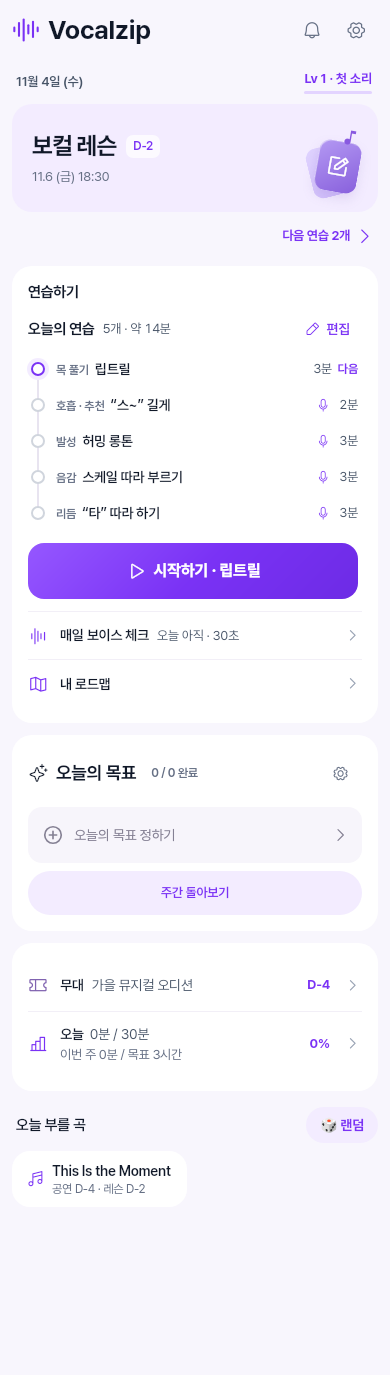 Vocalzip
11월 4일 (수)
Lv 1 · 첫 소리
보컬 레슨 D-2
11.6 (금) 18:30
다음 연습 2개
연습하기
오늘의 연습 5개 · 약 14분 편집
목 풀기 립트릴 3분 다음
호흡 · 추천 “스~” 길게 2분
발성 허밍 롱톤 3분
음감 스케일 따라 부르기 3분
리듬 “타” 따라 하기 3분
시작하기 · 립트릴
매일 보이스 체크 오늘 아직 · 30초
내 로드맵
오늘의 목표 0 / 0 완료
오늘의 목표 정하기
주간 돌아보기
무대 가을 뮤지컬 오디션 D-4
오늘 0분 / 30분
이번 주 0분 / 목표 3시간
0%
오늘 부를 곡
🎲 랜덤
This Is the Moment
공연 D-4 · 레슨 D-2